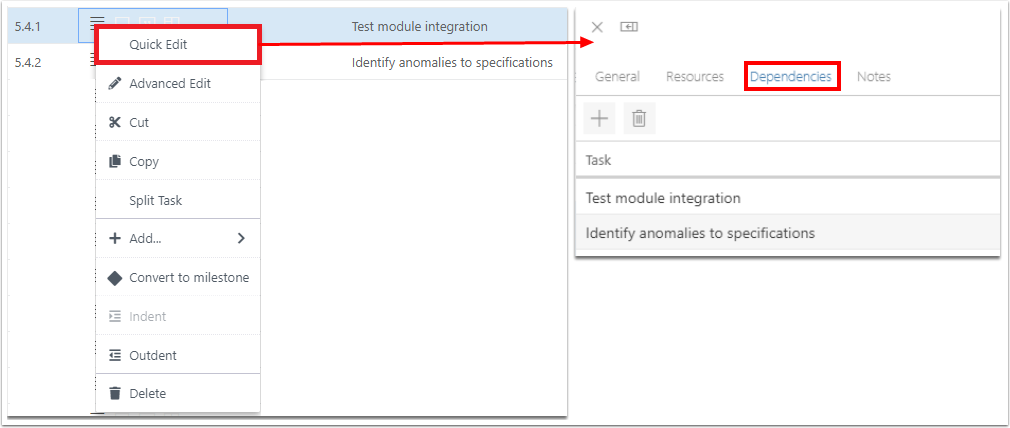 5.4.1 Test module integration
5.4.2 Identify anomalies to specifications
Quick Edit
Advanced Edit
Cut
Copy
Split Task
Add...
Convert to milestone
Indent
Outdent
Delete
General Resources Dependencies Notes
Task
Test module integration
Identify anomalies to specifications